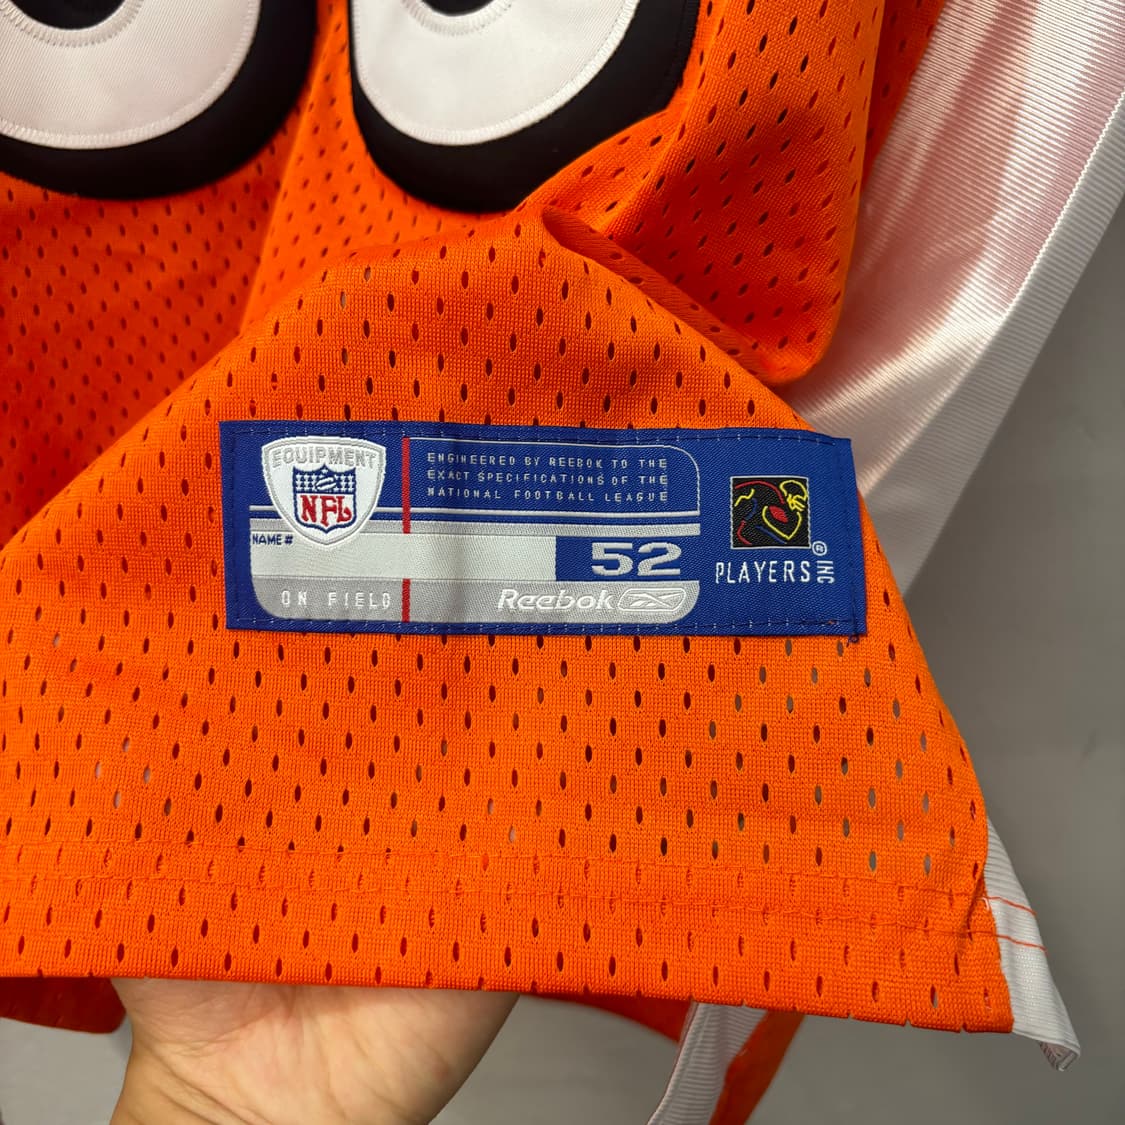 EQUIPMENT
NFL
ENGINEERED BY REEBOK TO THE
EXACT SPECIFICATIONS OF THE
NATIONAL FOOTBALL LEAGUE
NAME #
52
ON FIELD
Reebok
PLAYERS INC ®